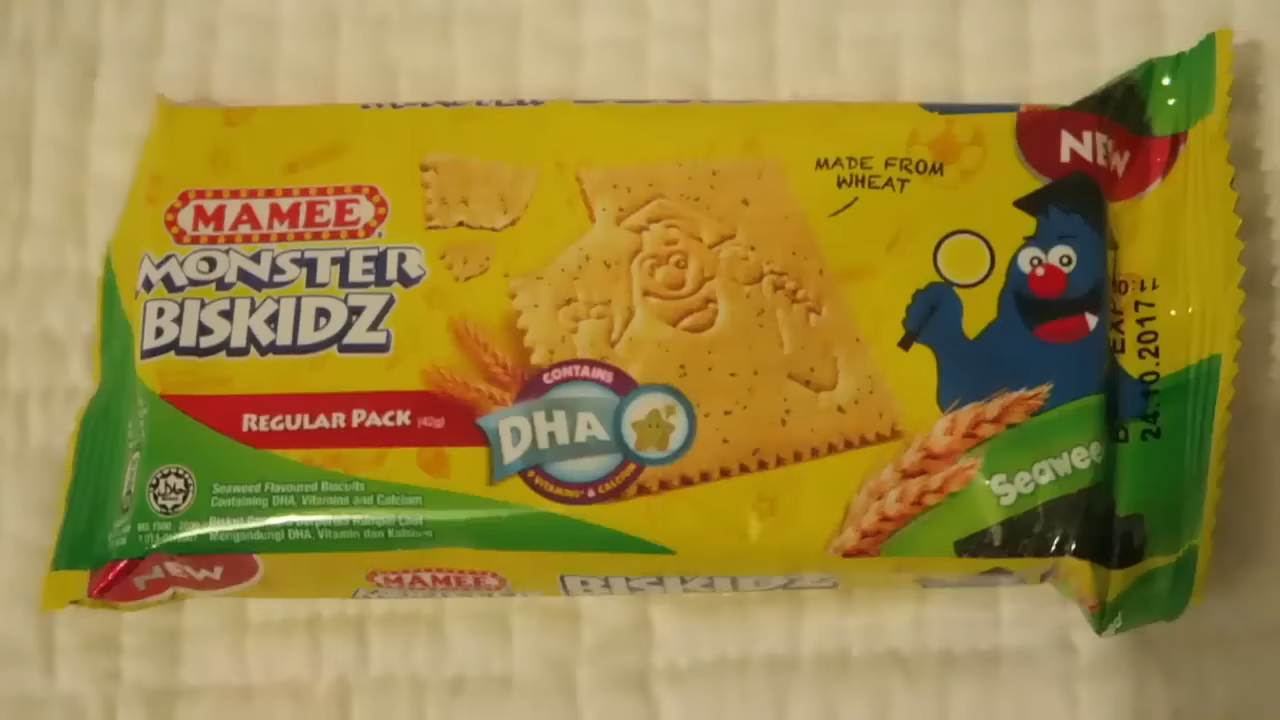 MAMEE
MONSTER
BISKIDZ
REGULAR PACK (42g)
CONTAINS
DHA
MADE FROM
WHEAT
NEW
EXP
24.10.2017
Seawee
Seaweed Flavoured Biscuits
Containing DHA, Vitamins and Calcium
Mengandungi DHA, Vitamin dan Kalsium
NEW
MAMEE
BISKIDZ